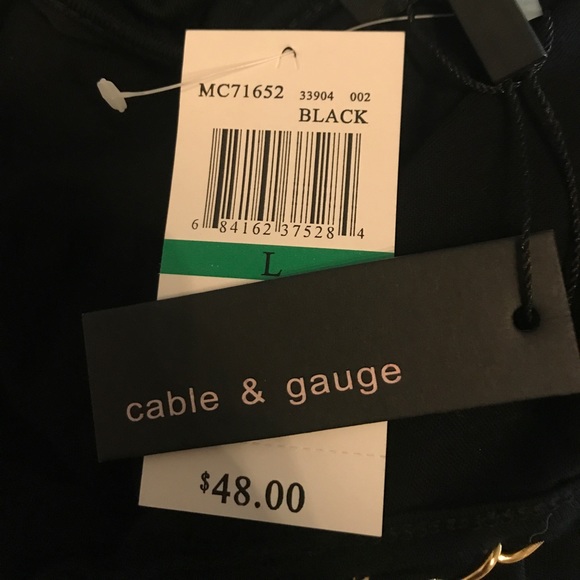 MC71652 33904 002
BLACK
6 84162 37528 4
L
cable & gauge
$48.00